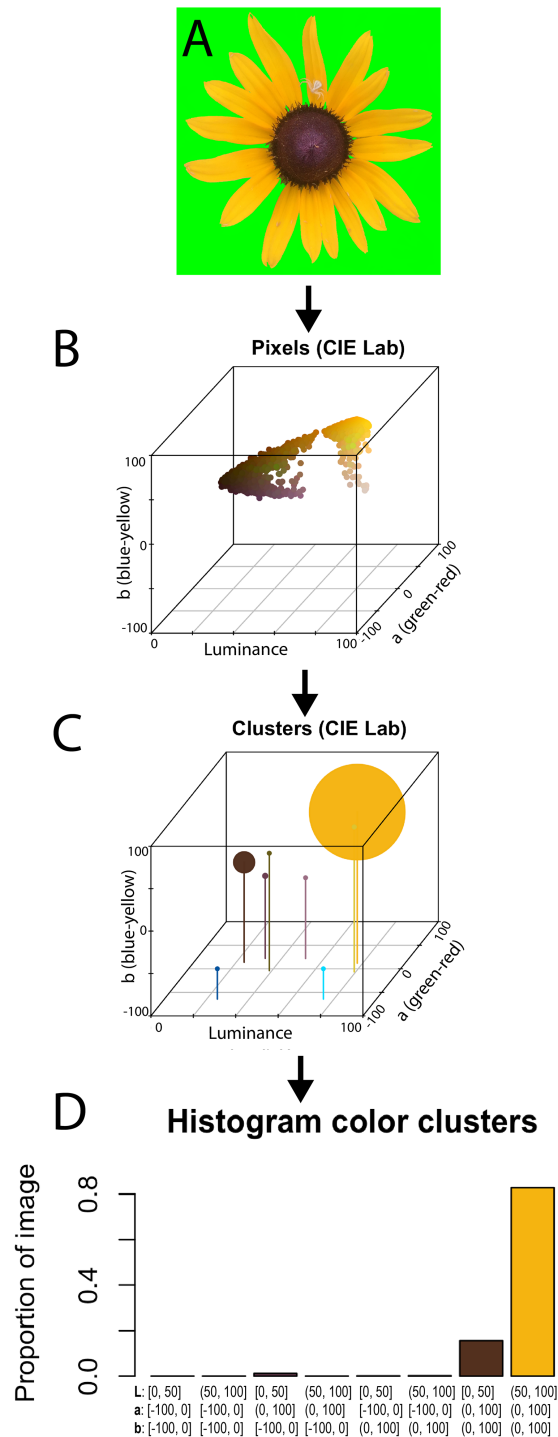 A
B
Pixels (CIE Lab)
100
0
-100
b (blue-yellow)
0
Luminance
100
-100
0
100
a (green-red)
C
Clusters (CIE Lab)
100
0
-100
b (blue-yellow)
0
Luminance
100
-100
0
100
a (green-red)
D
Histogram color clusters
Proportion of image
0.8
0.4
0.0
L: [0, 50] (50, 100] [0, 50] (50, 100] [0, 50] (50, 100] [0, 50] (50, 100]
a: [-100, 0] [-100, 0] (0, 100] (0, 100] [-100, 0] [-100, 0] (0, 100] (0, 100]
b: [-100, 0] [-100, 0] [-100, 0] [-100, 0] (0, 100] (0, 100] (0, 100] (0, 100]